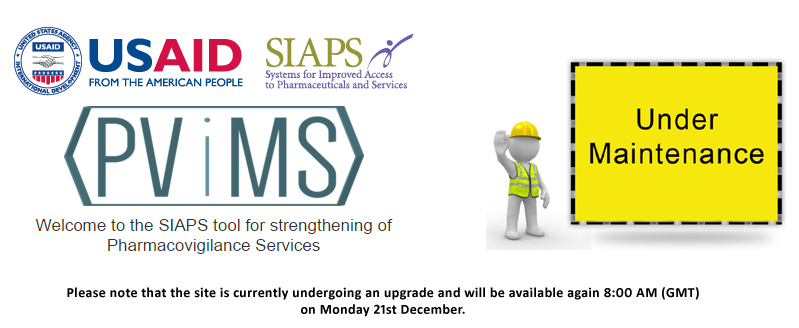 UNITED STATES AGENCY
USAID
INTERNATIONAL DEVELOPMENT
USAID
FROM THE AMERICAN PEOPLE
SIAPS
Systems for Improved Access
to Pharmaceuticals and Services
PViMS
Welcome to the SIAPS tool for strengthening of
Pharmacovigilance Services
Under
Maintenance
Please note that the site is currently undergoing an upgrade and will be available again 8:00 AM (GMT)
on Monday 21st December.